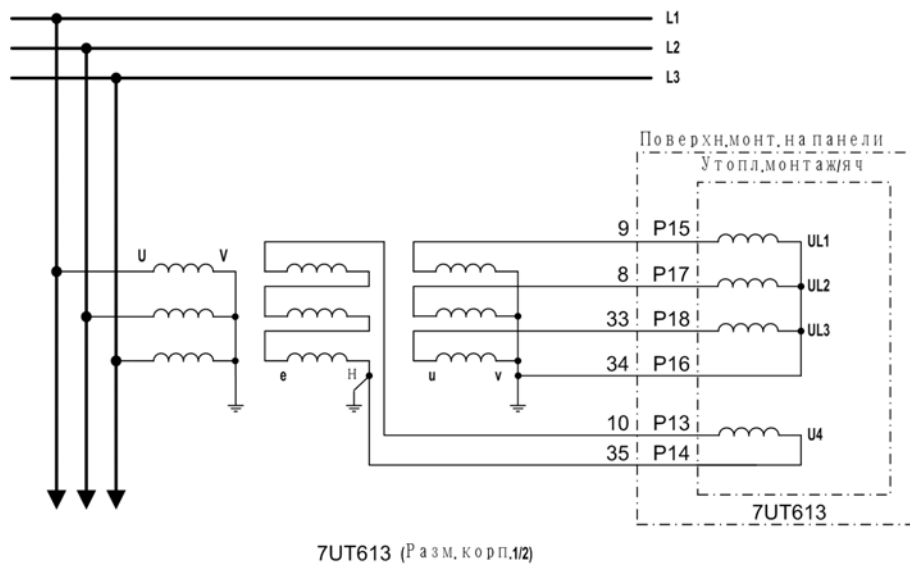 L1
L2
L3
Поверхн.монт. на панели
Утопл.монтаж/яч
U V
9 P15 UL1
8 P17 UL2
33 P18 UL3
34 P16
e H u v
10 P13 U4
35 P14
7UT613
7UT613 (Разм. корп.1/2)